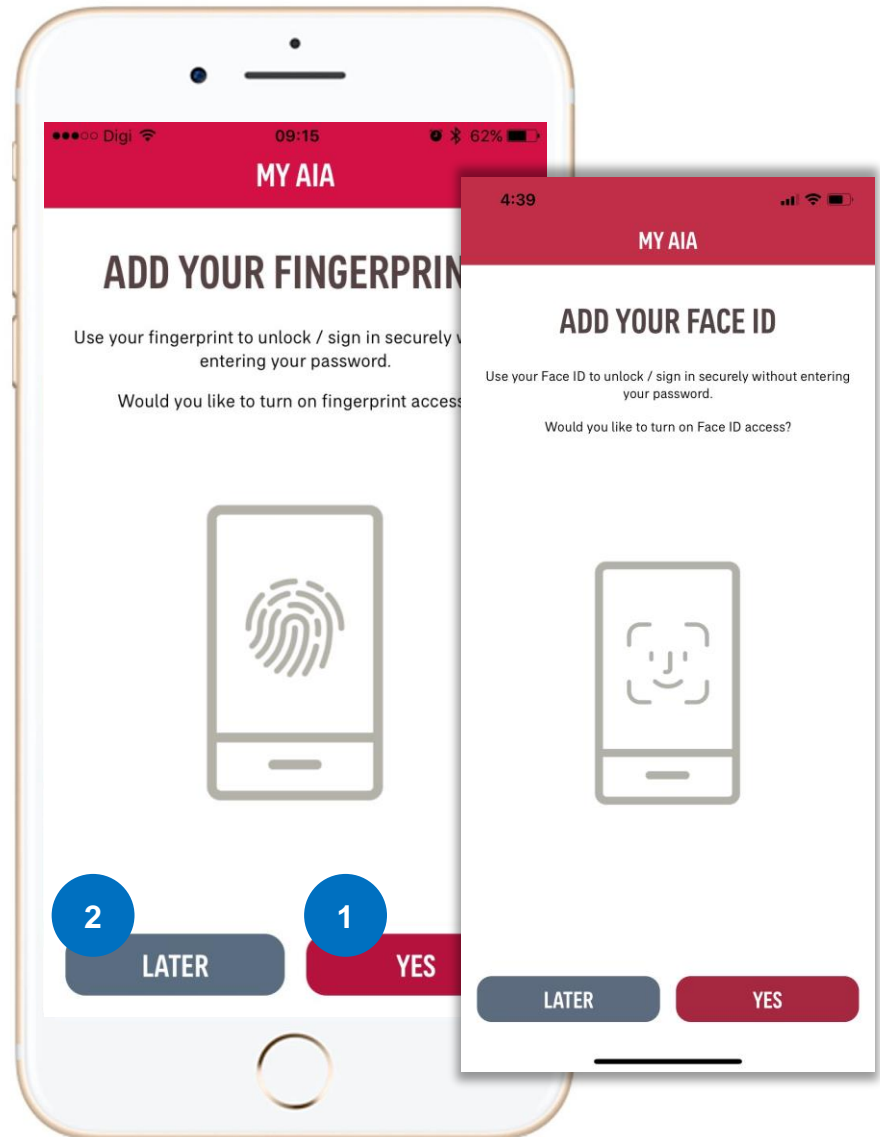 ●●●○○ Digi 09:15 62%
MY AIA
ADD YOUR FINGERPRIN
Use your fingerprint to unlock / sign in securely
entering your password.
Would you like to turn on fingerprint access
2
1
LATER YES
4:39
MY AIA
ADD YOUR FACE ID
Use your Face ID to unlock / sign in securely without entering
your password.
Would you like to turn on Face ID access?
LATER YES